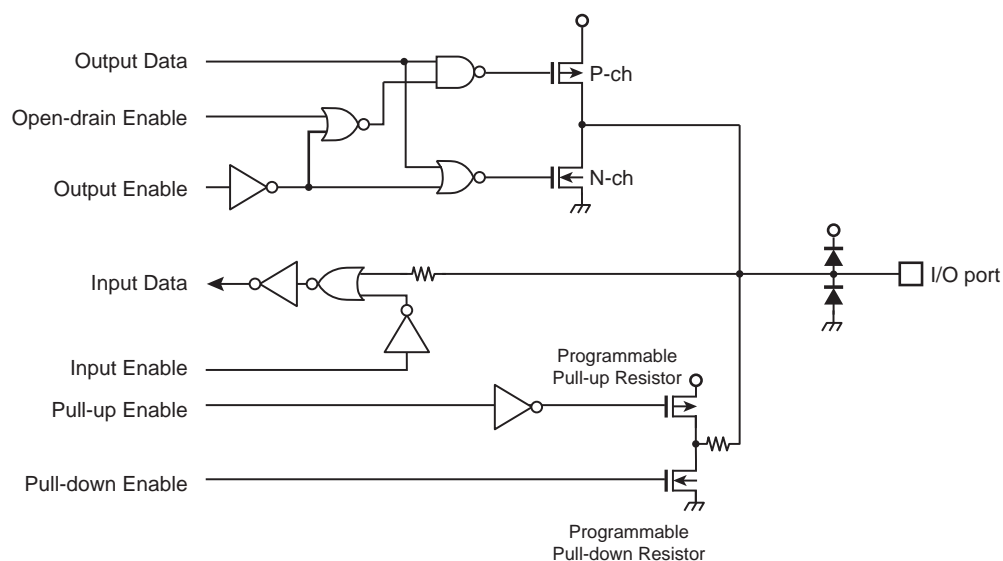 Output Data
P-ch
Open-drain Enable
Output Enable
N-ch
Input Data
I/O port
Input Enable
Programmable
Pull-up Resistor
Pull-up Enable
Pull-down Enable
Programmable
Pull-down Resistor